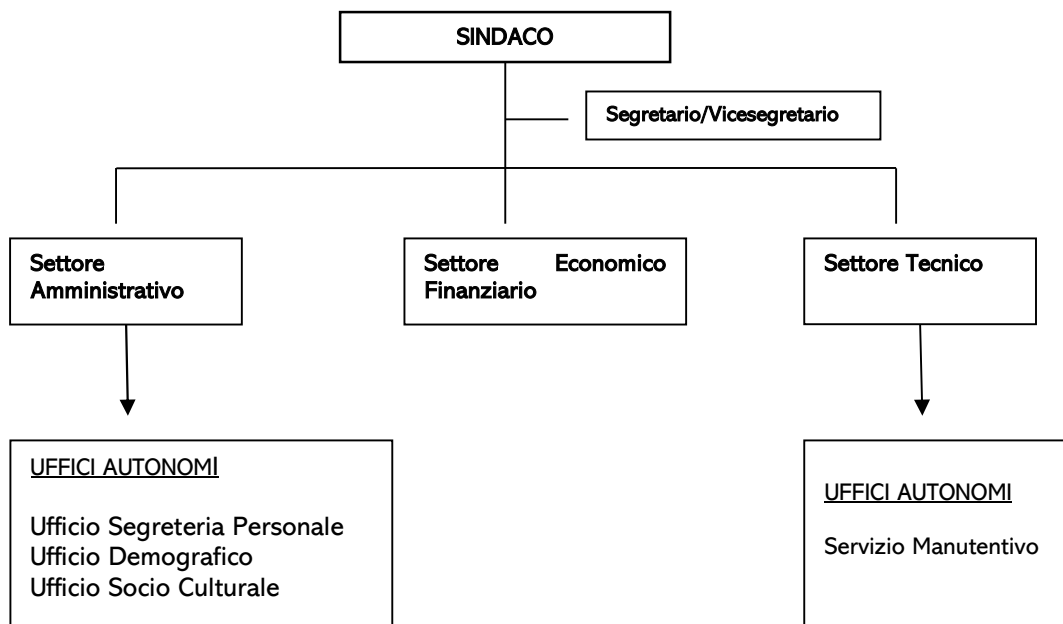 SINDACO
Segretario/Vicesegretario
Settore
Amministrativo
Settore Economico
Finanziario
Settore Tecnico
UFFICI AUTONOMI
Ufficio Segreteria Personale
Ufficio Demografico
Ufficio Socio Culturale
UFFICI AUTONOMI
Servizio Manutentivo